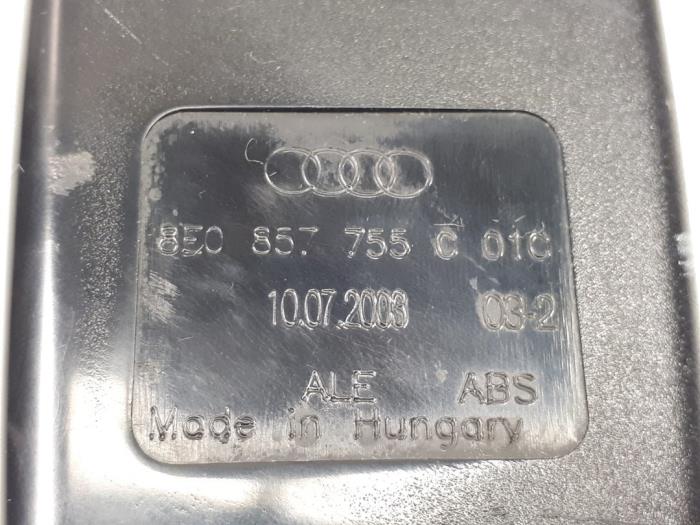 8E0 857 755 C 01C
10.07.2003 03-2
ALE ABS
Made in Hungary